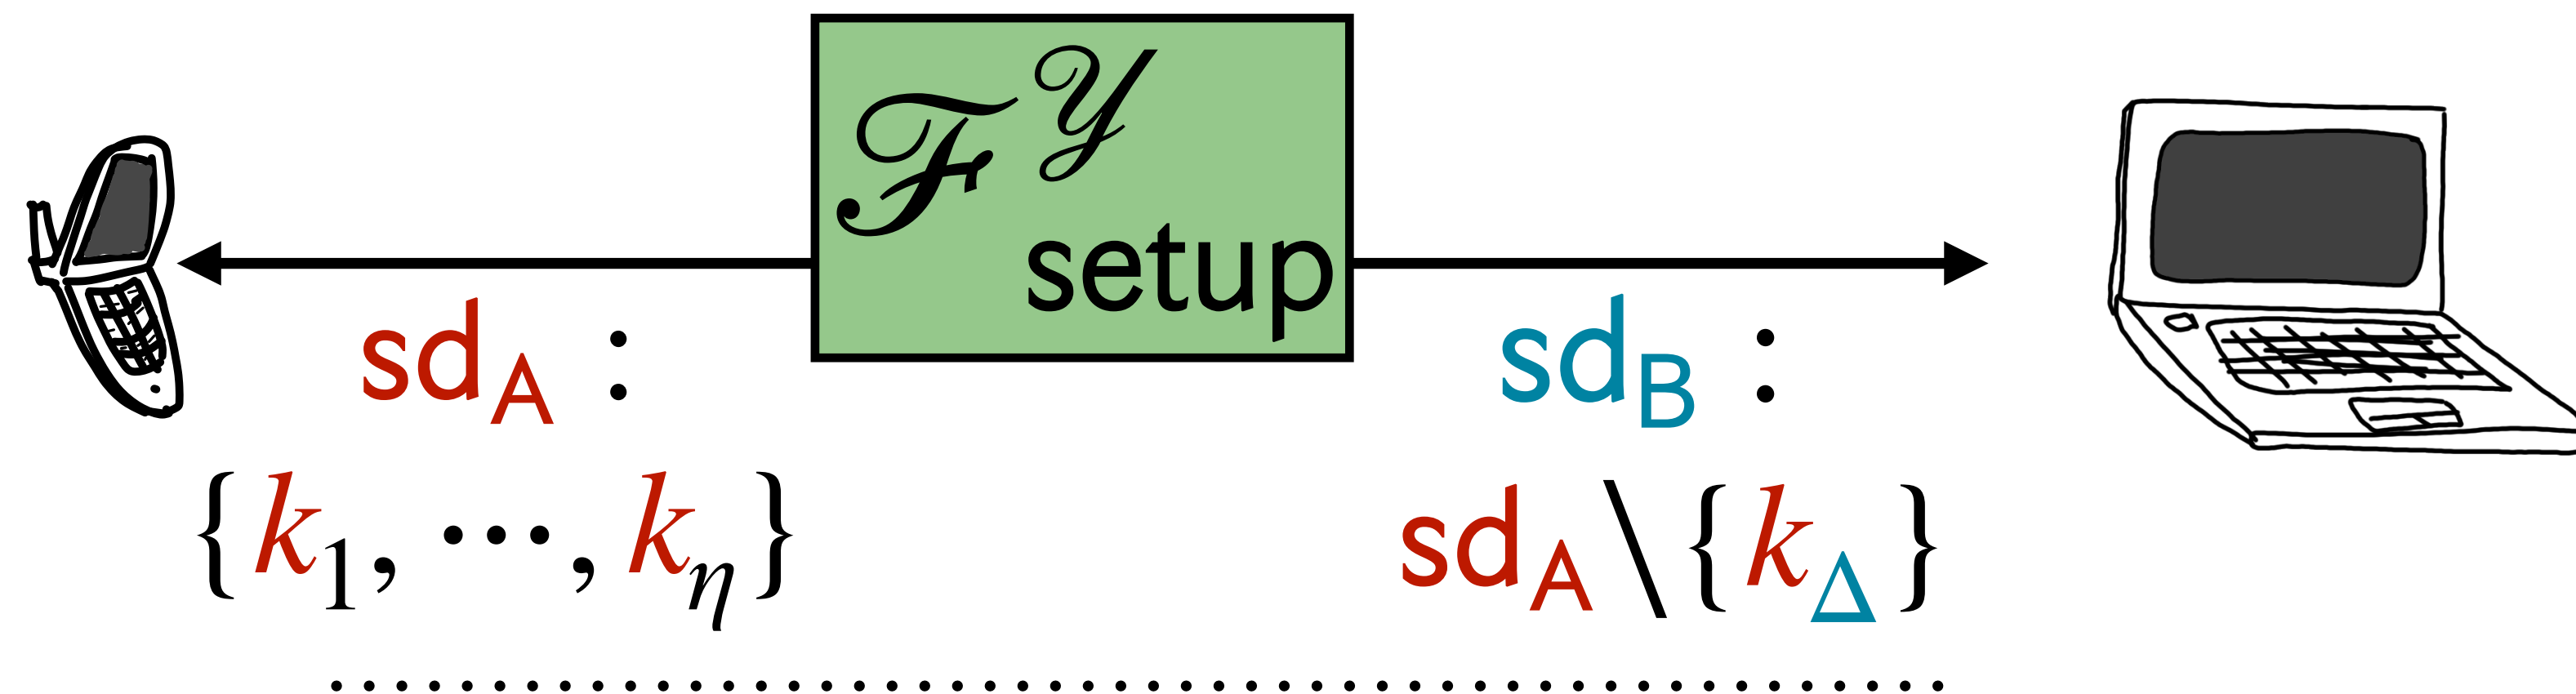 ℱ^𝒴 setup
sd_A :
sd_B :
{k_1, ⋯, k_η}
sd_A\{k_Δ}